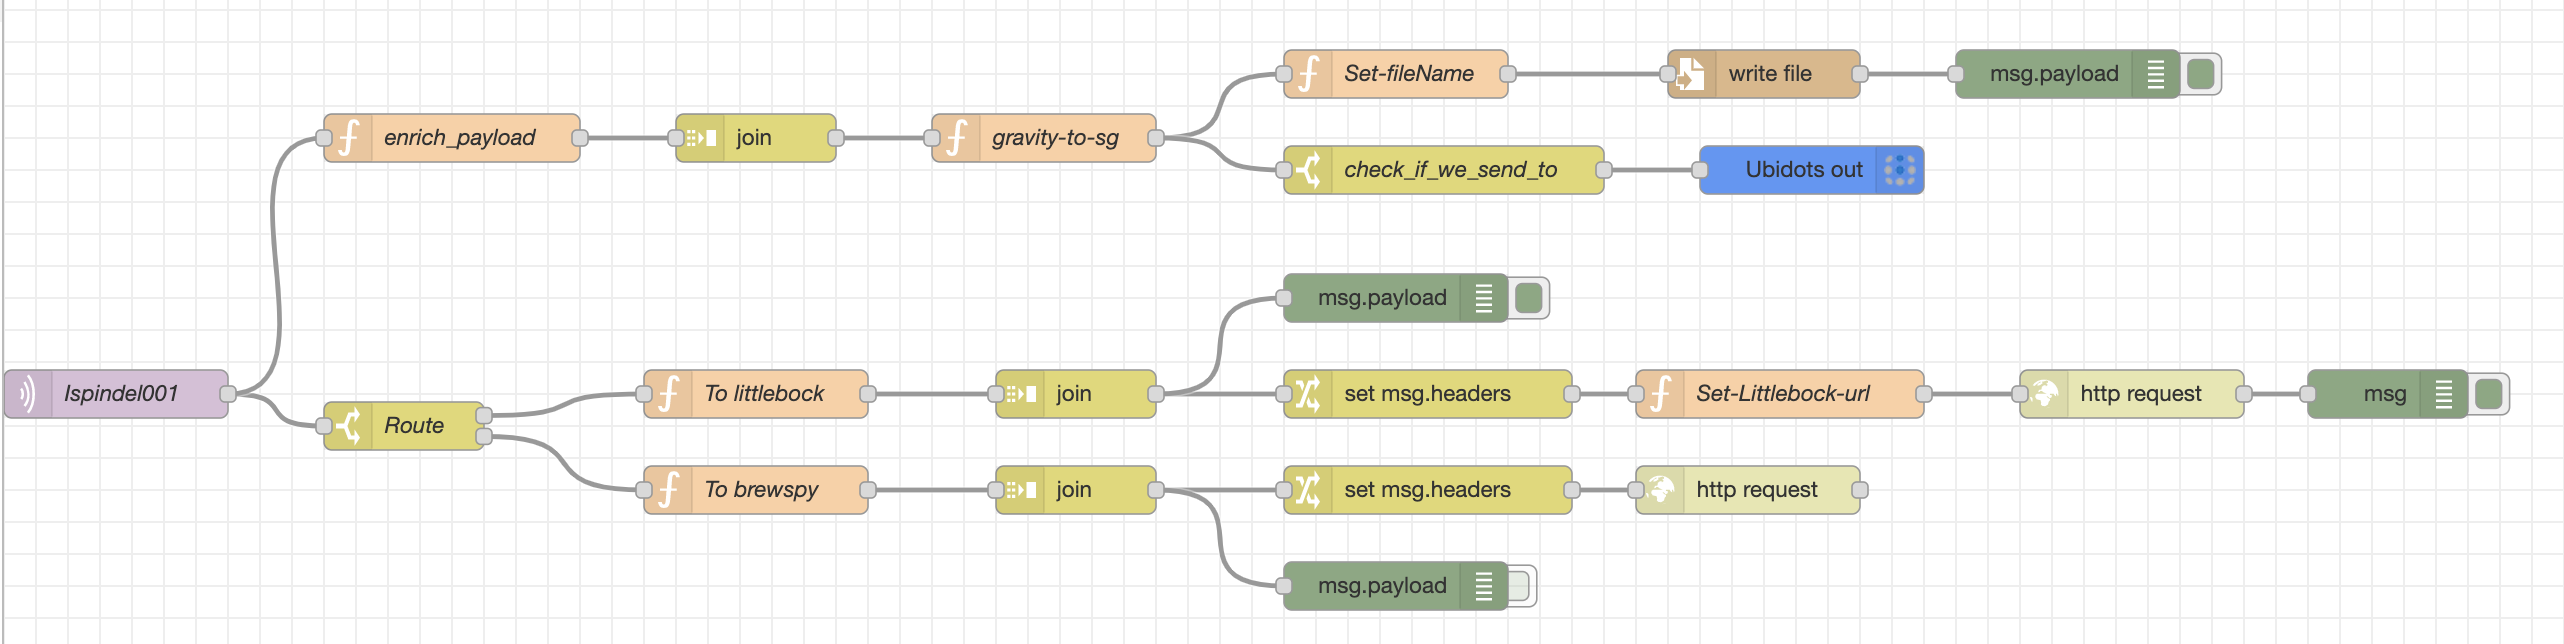 Set-fileName
write file
msg.payload
enrich_payload
join
gravity-to-sg
check_if_we_send_to
Ubidots out
msg.payload
Ispindel001
To littlebock
join
set msg.headers
Set-Littlebock-url
http request
msg
Route
To brewspy
join
set msg.headers
http request
msg.payload